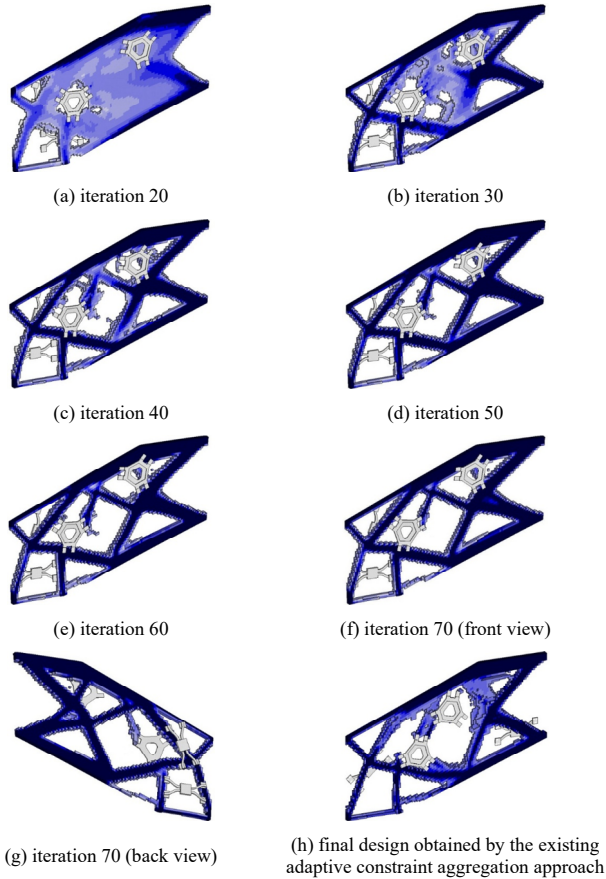 (a) iteration 20
(b) iteration 30
(c) iteration 40
(d) iteration 50
(e) iteration 60
(f) iteration 70 (front view)
(g) iteration 70 (back view)
(h) final design obtained by the existing
adaptive constraint aggregation approach